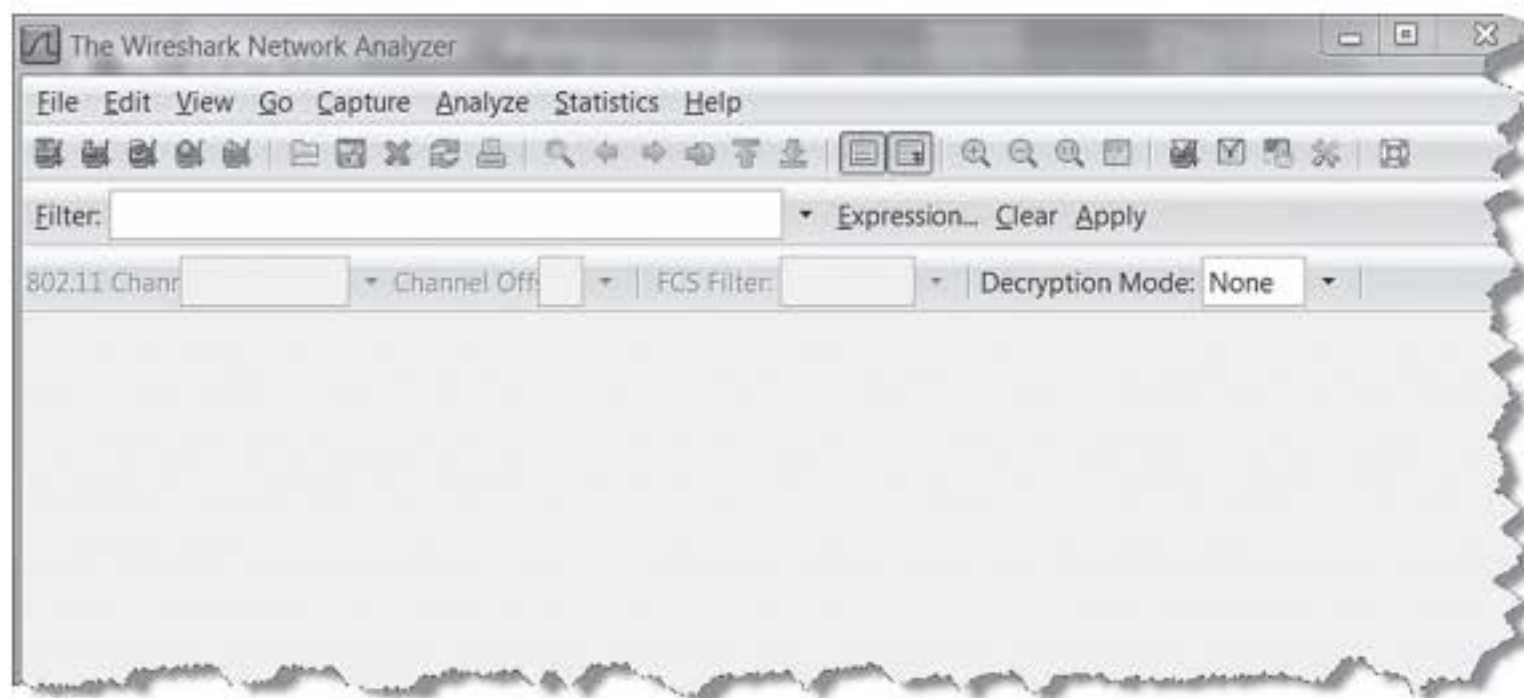 The Wireshark Network Analyzer
File Edit View Go Capture Analyze Statistics Help
Filter: Expression... Clear Apply
802.11 Chanr Channel Off: FCS Filter: Decryption Mode: None